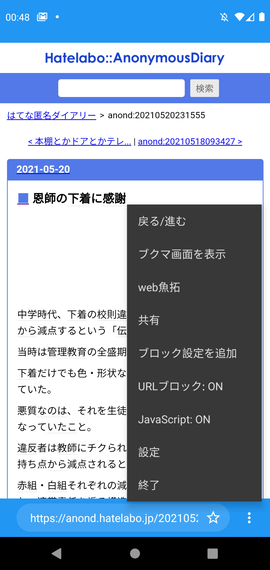 00:48
Hatelabo::AnonymousDiary
検索
はてな匿名ダイアリー > anond:20210520231555
< 本棚とかドアとかテレ... | anond:20210518093427 >
2021-05-20
■ 恩師の下着に感謝
戻る/進む
ブクマ画面を表示
web魚拓
共有
ブロック設定を追加
URLブロック: ON
JavaScript: ON
設定
終了
中学時代、下着の校則違
から減点するという「伝
当時は管理教育の全盛期
下着だけでも色・形状な
ていた。
悪質なのは、それを生徒
なっていたこと。
違反者は教師にチクられ
持ち点から減点されると
赤組・白組それぞれの減
https://anond.hatelabo.jp/202105